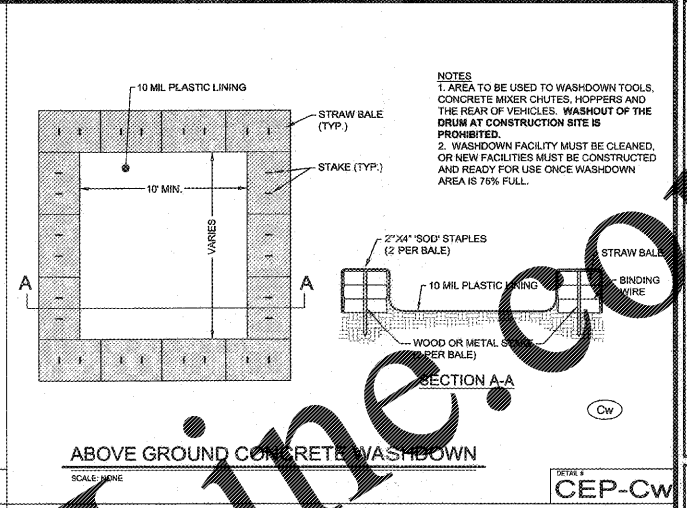 NOTES
1. AREA TO BE USED TO WASHDOWN TOOLS,
CONCRETE MIXER CHUTES, HOPPERS AND
THE REAR OF VEHICLES. WASHOUT OF THE
DRUM AT CONSTRUCTION SITE IS
PROHIBITED.
2. WASHDOWN FACILITY MUST BE CLEANED,
OR NEW FACILITIES MUST BE CONSTRUCTED
AND READY FOR USE ONCE WASHDOWN
AREA IS 75% FULL.
10 MIL PLASTIC LINING
STRAW BALE
(TYP.)
STAKE (TYP.)
10' MIN.
VARIES
A
A
2"X4" 'SOD' STAPLES
(2 PER BALE)
STRAW BALE
BINDING
WIRE
10 MIL PLASTIC LINING
WOOD OR METAL STAKE
(2 PER BALE)
SECTION A-A
Cw
ABOVE GROUND CONCRETE WASHDOWN
SCALE: NONE
DETAIL #
CEP-Cw
ine.co